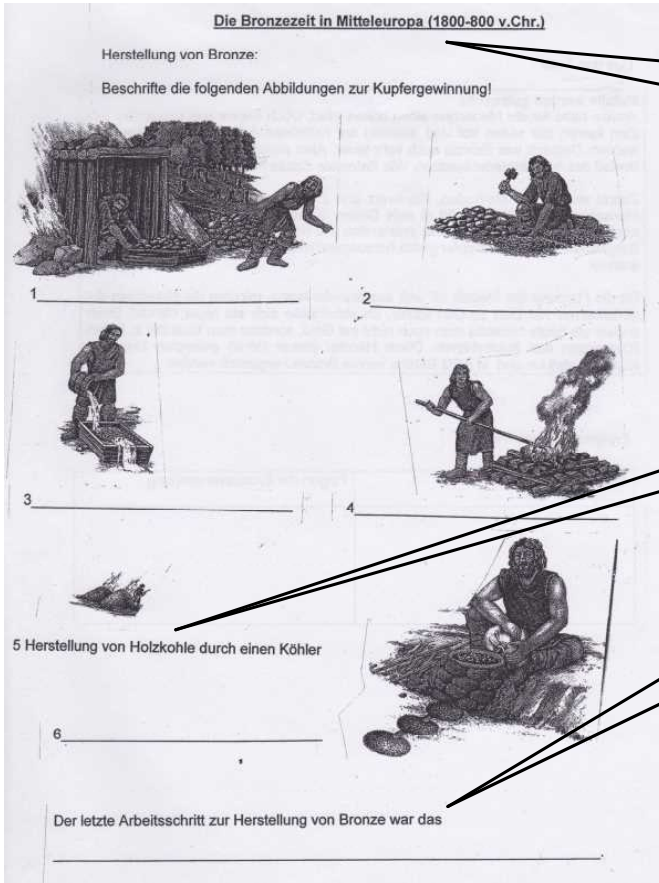 Die Bronzezeit in Mitteleuropa (1800-800 v.Chr.)
Herstellung von Bronze:
Beschrifte die folgenden Abbildungen zur Kupfergewinnung!
1
2
3
4
5 Herstellung von Holzkohle durch einen Köhler
6
Der letzte Arbeitsschritt zur Herstellung von Bronze war das